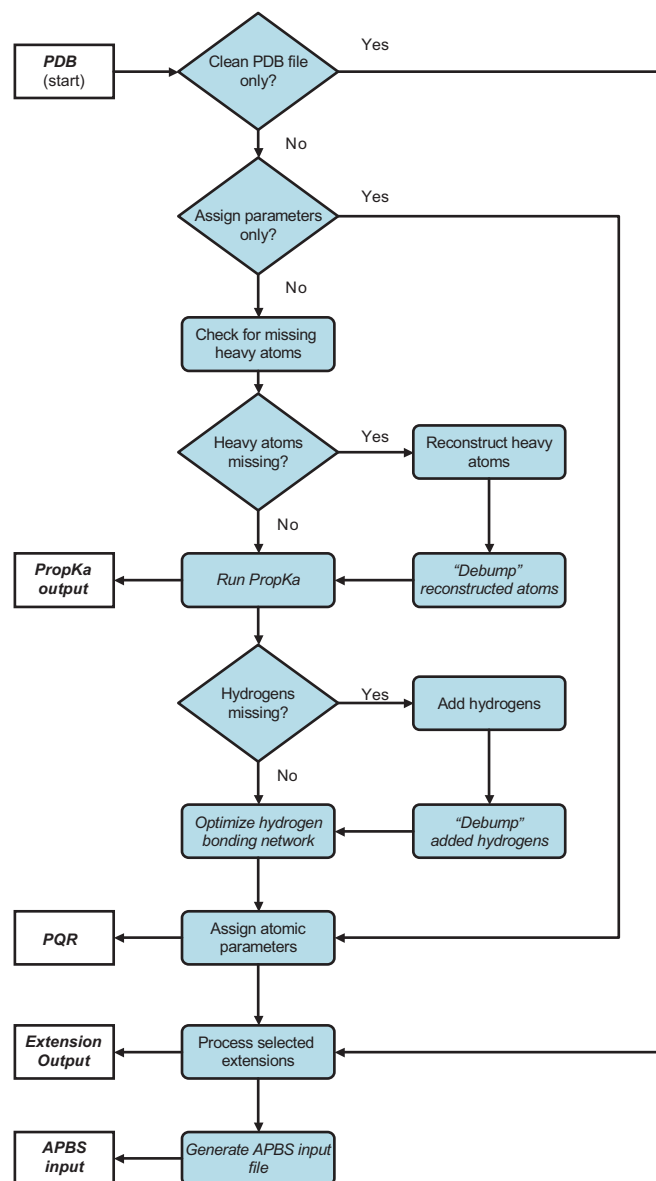 PDB
(start)
Clean PDB file
only?
Yes
No
Assign parameters
only?
Yes
No
Check for missing
heavy atoms
Heavy atoms
missing?
Yes
Reconstruct heavy
atoms
No
PropKa
output
Run PropKa
“Debump”
reconstructed atoms
Hydrogens
missing?
Yes
Add hydrogens
No
Optimize hydrogen
bonding network
“Debump”
added hydrogens
PQR
Assign atomic
parameters
Extension
Output
Process selected
extensions
APBS
input
Generate APBS input
file